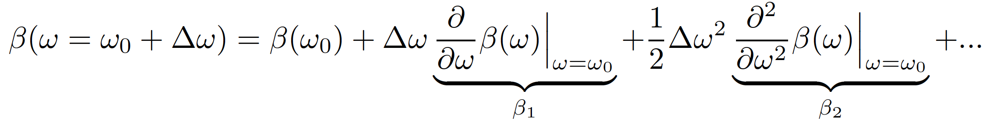 β(ω = ω₀ + Δω) = β(ω₀) + Δω ∂/∂ω β(ω)|_{ω=ω₀} + 1/2 Δω² ∂²/∂ω² β(ω)|_{ω=ω₀} + ...
β₁ β₂